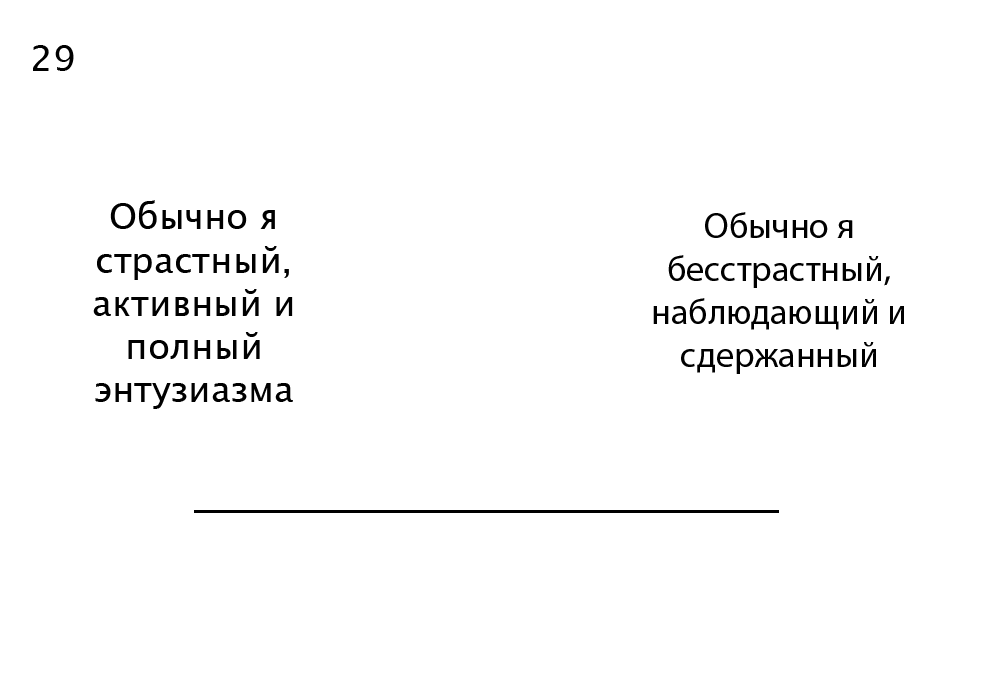 29
Обычно я
страстный,
активный и
полный
энтузиазма
Обычно я
бесстрастный,
наблюдающий и
сдержанный